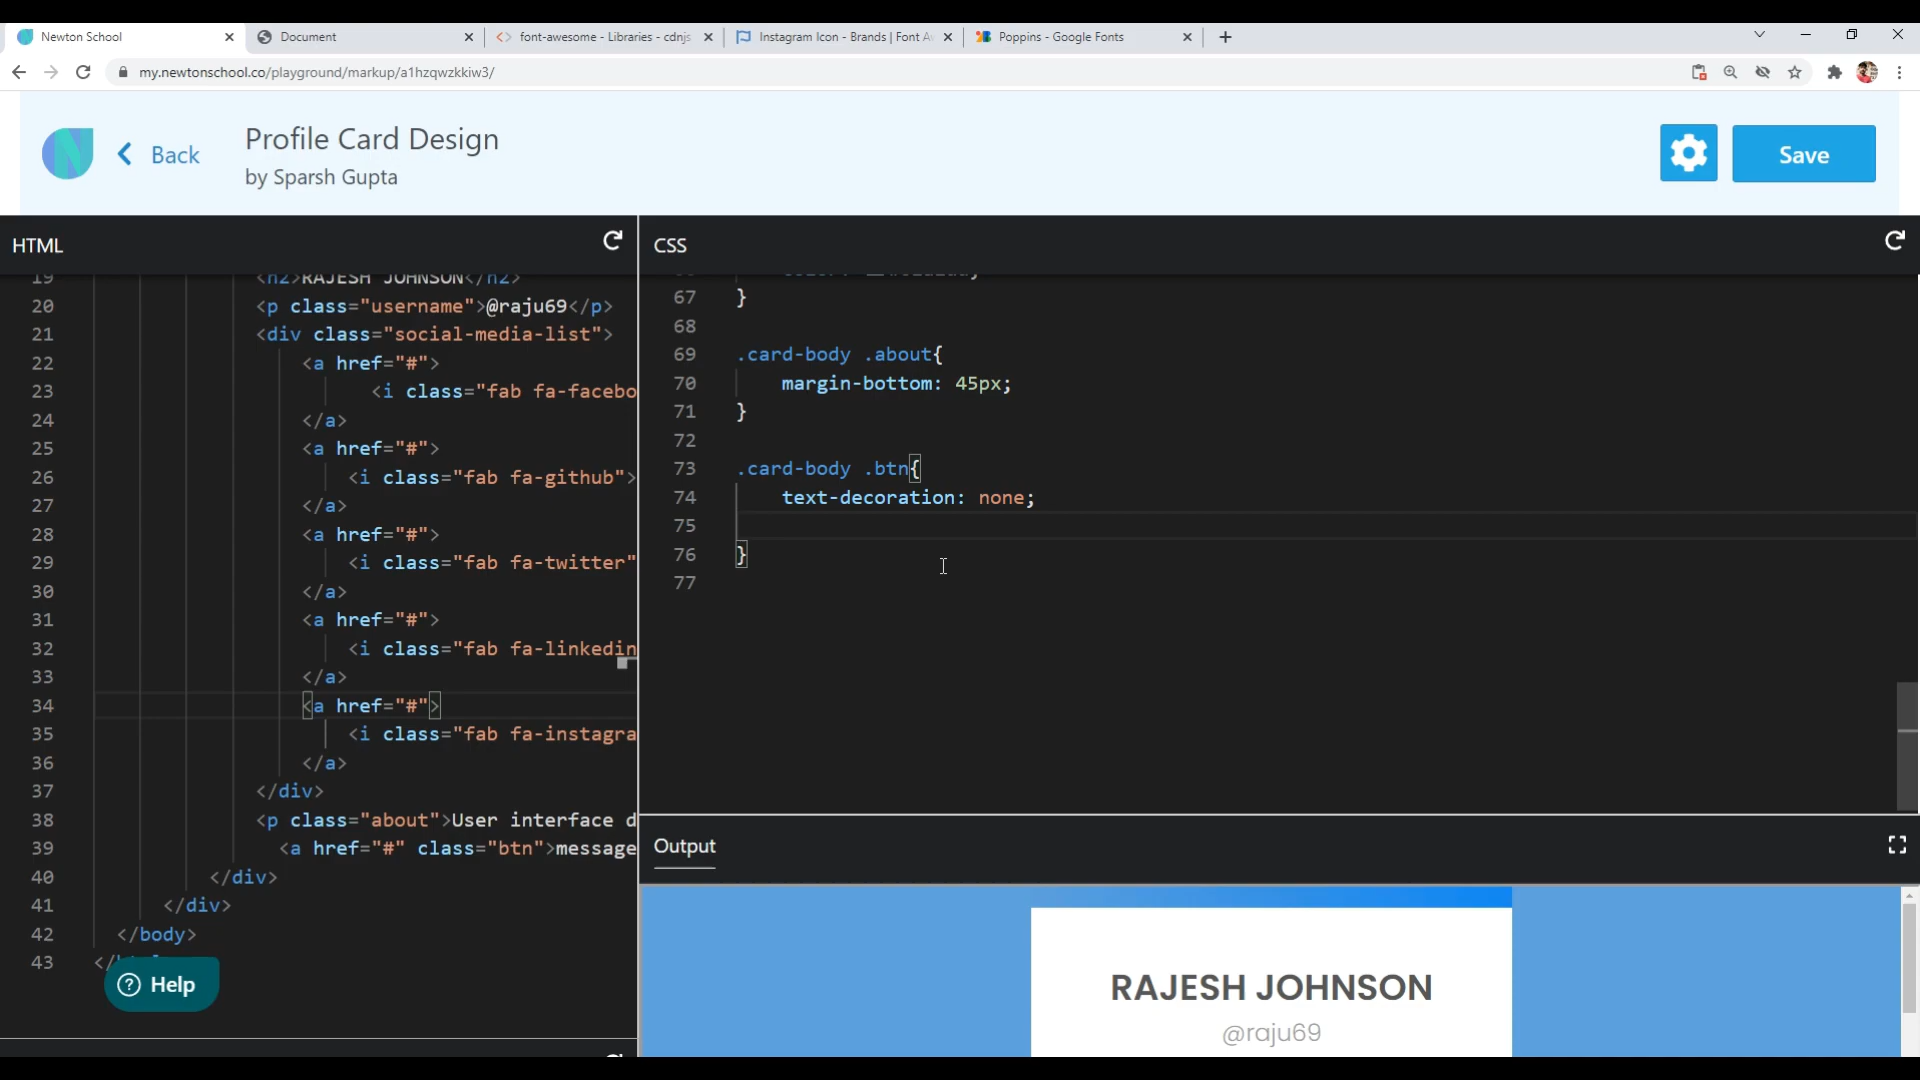 Newton School
Document
font-awesome - Libraries - cdnjs
Instagram Icon - Brands | Font A
Poppins - Google Fonts
my.newtonschool.co/playground/markup/a1hzqwzkkiw3/
Back
Profile Card Design
by Sparsh Gupta
Save
HTML
19 <h2>RAJESH JOHNSON</h2>
20 <p class="username">@raju69</p>
21 <div class="social-media-list">
22 <a href="#">
23 <i class="fab fa-facebo
24 </a>
25 <a href="#">
26 <i class="fab fa-github">
27 </a>
28 <a href="#">
29 <i class="fab fa-twitter"
30 </a>
31 <a href="#">
32 <i class="fab fa-linkedin
33 </a>
34 <a href="#">
35 <i class="fab fa-instagra
36 </a>
37 </div>
38 <p class="about">User interface d
39 <a href="#" class="btn">message
40 </div>
41 </div>
42 </body>
43 </
Help
CSS
67 }
68
69 .card-body .about{
70 margin-bottom: 45px;
71 }
72
73 .card-body .btn{
74 text-decoration: none;
75
76 }
77
Output
RAJESH JOHNSON
@raju69